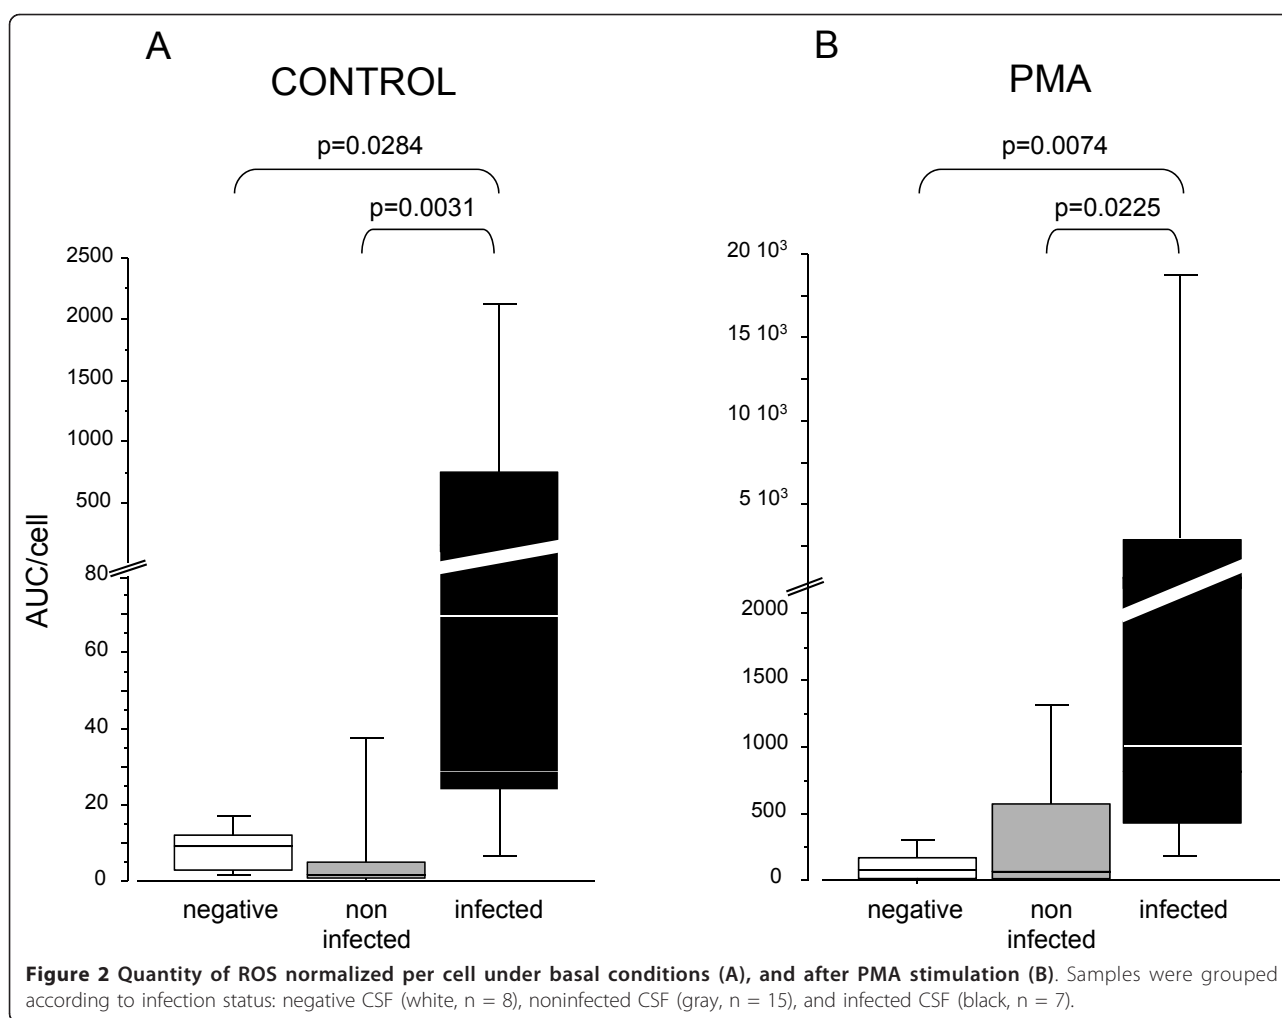 A
CONTROL
p=0.0284
p=0.0031
2500
2000
1500
1000
500
80
60
40
20
0
AUC/cell
negative
non
infected
infected
B
PMA
p=0.0074
p=0.0225
20 10³
15 10³
10 10³
5 10³
2000
1500
1000
500
0
negative
non
infected
infected
Figure 2 Quantity of ROS normalized per cell under basal conditions (A), and after PMA stimulation (B). Samples were grouped
according to infection status: negative CSF (white, n = 8), noninfected CSF (gray, n = 15), and infected CSF (black, n = 7).